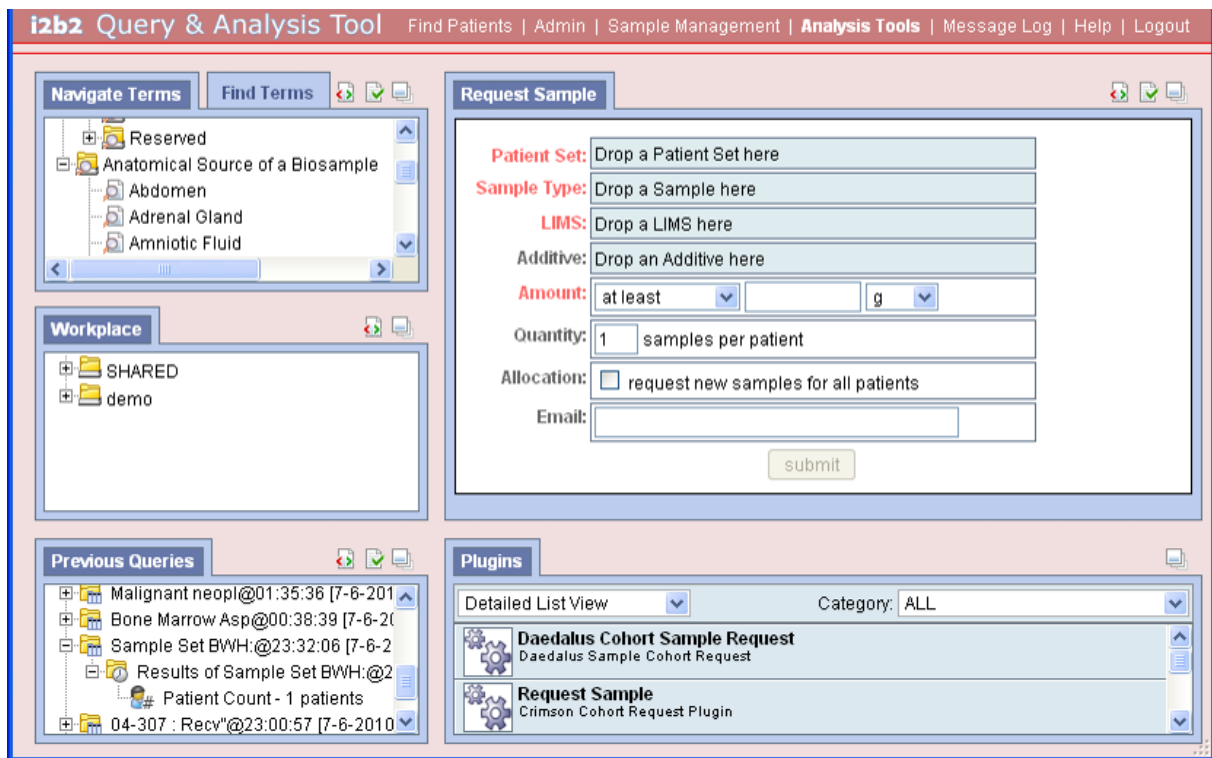 i2b2 Query & Analysis Tool Find Patients | Admin | Sample Management | Analysis Tools | Message Log | Help | Logout
Navigate Terms Find Terms
Reserved
Anatomical Source of a Biosample
Abdomen
Adrenal Gland
Amniotic Fluid
Workplace
SHARED
demo
Previous Queries
Malignant neopl@01:35:36 [7-6-201
Bone Marrow Asp@00:38:39 [7-6-20
Sample Set BWH:@23:32:06 [7-6-2
Results of Sample Set BWH:@2
Patient Count - 1 patients
04-307 : Recv"@23:00:57 [7-6-2010
Request Sample
Patient Set: Drop a Patient Set here
Sample Type: Drop a Sample here
LIMS: Drop a LIMS here
Additive: Drop an Additive here
Amount: at least g
Quantity: 1 samples per patient
Allocation: request new samples for all patients
Email:
submit
Plugins
Detailed List View Category: ALL
Daedalus Cohort Sample Request
Daedalus Sample Cohort Request
Request Sample
Crimson Cohort Request Plugin